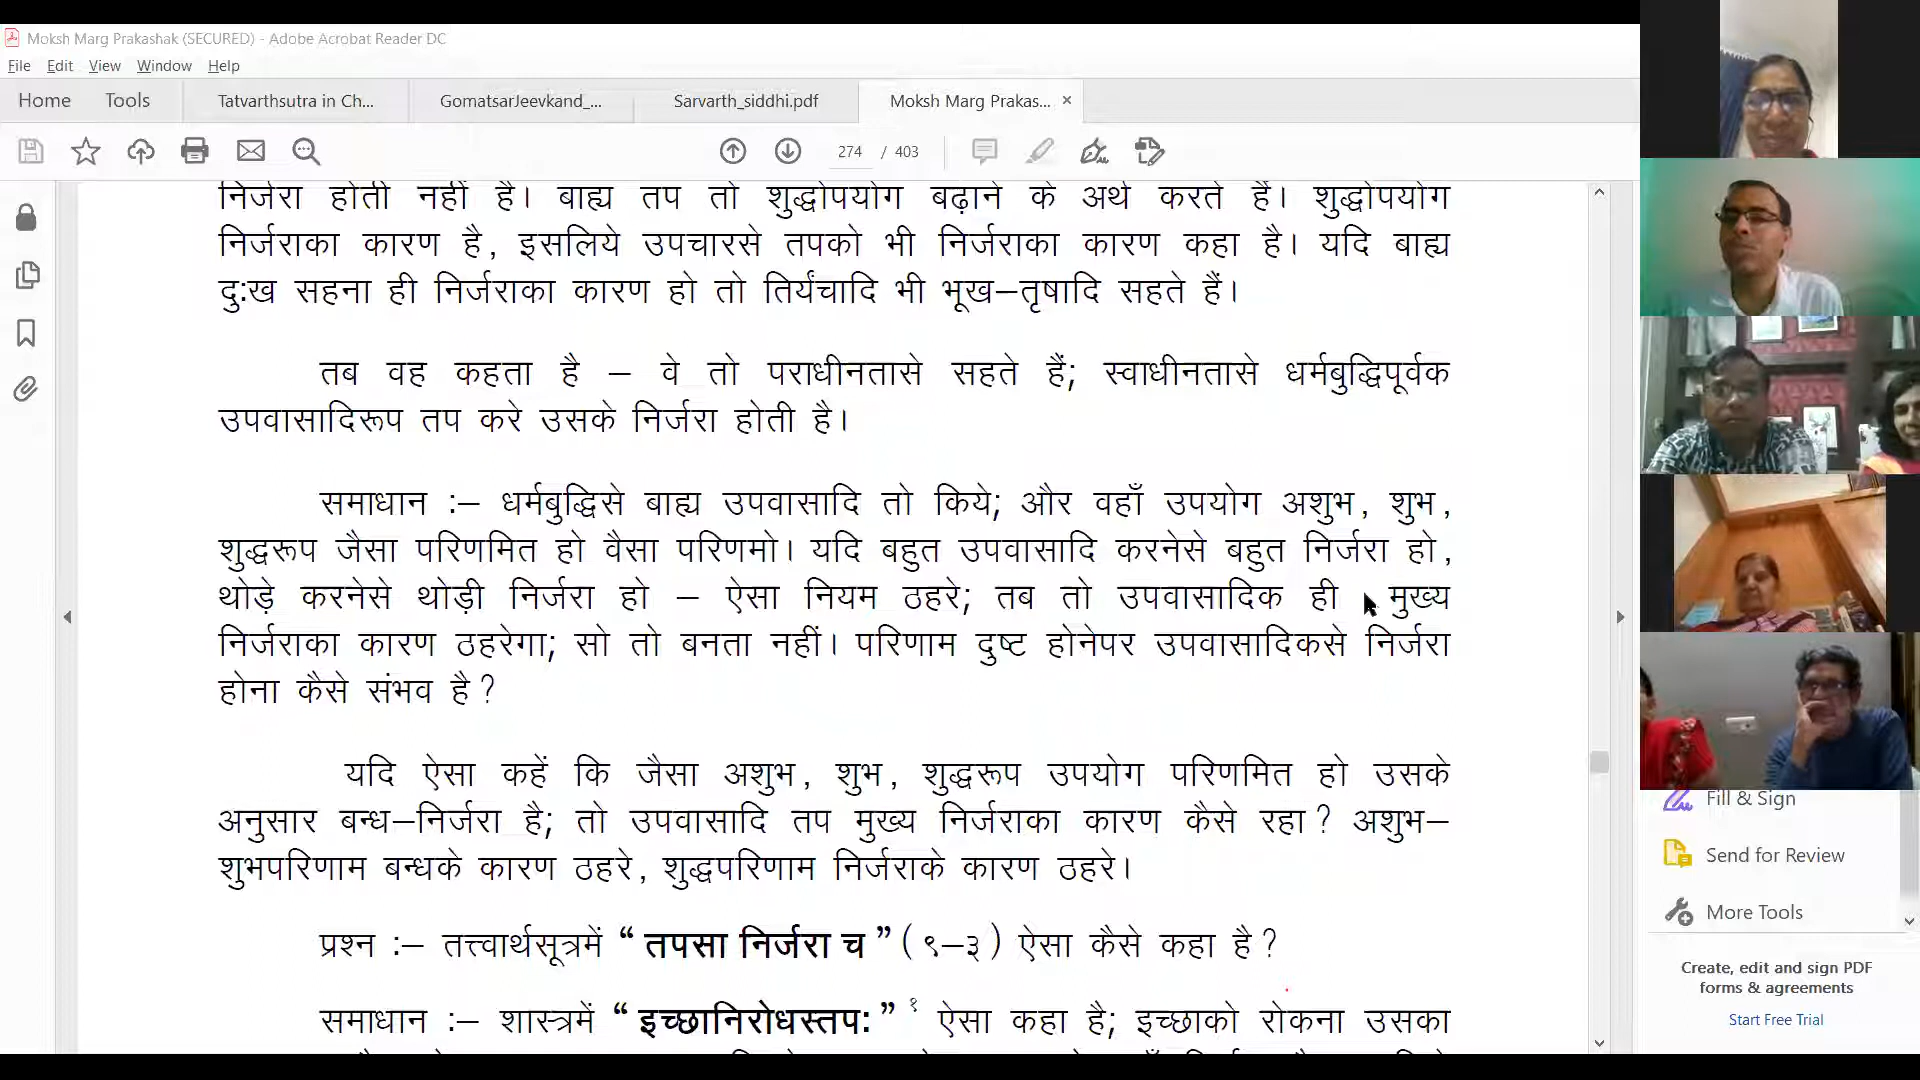 Moksh Marg Prakashak (SECURED) - Adobe Acrobat Reader DC
File Edit View Window Help
Home Tools Tatvarthsutra in Ch... GomatsarJeevkand_... Sarvarth_siddhi.pdf Moksh Marg Prakas... ×
274 / 403
निर्जरा होती नहीं है। बाह्य तप तो शुद्धोपयोग बढ़ाने के अर्थ करते हैं। शुद्धोपयोग
निर्जराका कारण है, इसलिये उपचारसे तपको भी निर्जराका कारण कहा है। यदि बाह्य
दुःख सहना ही निर्जराका कारण हो तो तिर्यंचादि भी भूख–तृषादि सहते हैं।
तब वह कहता है – वे तो पराधीनतासे सहते हैं; स्वाधीनतासे धर्मबुद्धिपूर्वक
उपवासादिरूप तप करे उसके निर्जरा होती है।
समाधान :– धर्मबुद्धिसे बाह्य उपवासादि तो किये; और वहाँ उपयोग अशुभ, शुभ,
शुद्धरूप जैसा परिणमित हो वैसा परिणमो। यदि बहुत उपवासादि करनेसे बहुत निर्जरा हो,
थोड़े करनेसे थोड़ी निर्जरा हो – ऐसा नियम ठहरे; तब तो उपवासादिक ही मुख्य
निर्जराका कारण ठहरेगा; सो तो बनता नहीं। परिणाम दुष्ट होनेपर उपवासादिकसे निर्जरा
होना कैसे संभव है?
यदि ऐसा कहें कि जैसा अशुभ, शुभ, शुद्धरूप उपयोग परिणमित हो उसके
अनुसार बन्ध–निर्जरा है; तो उपवासादि तप मुख्य निर्जराका कारण कैसे रहा? अशुभ–
शुभपरिणाम बन्धके कारण ठहरे, शुद्धपरिणाम निर्जराके कारण ठहरे।
प्रश्न :– तत्त्वार्थसूत्रमें “तपसा निर्जरा च” (९–३) ऐसा कैसे कहा है?
समाधान :– शास्त्रमें “इच्छानिरोधस्तपः” १ ऐसा कहा है; इच्छाको रोकना उसका
Fill & Sign
Send for Review
More Tools
Create, edit and sign PDF
forms & agreements
Start Free Trial